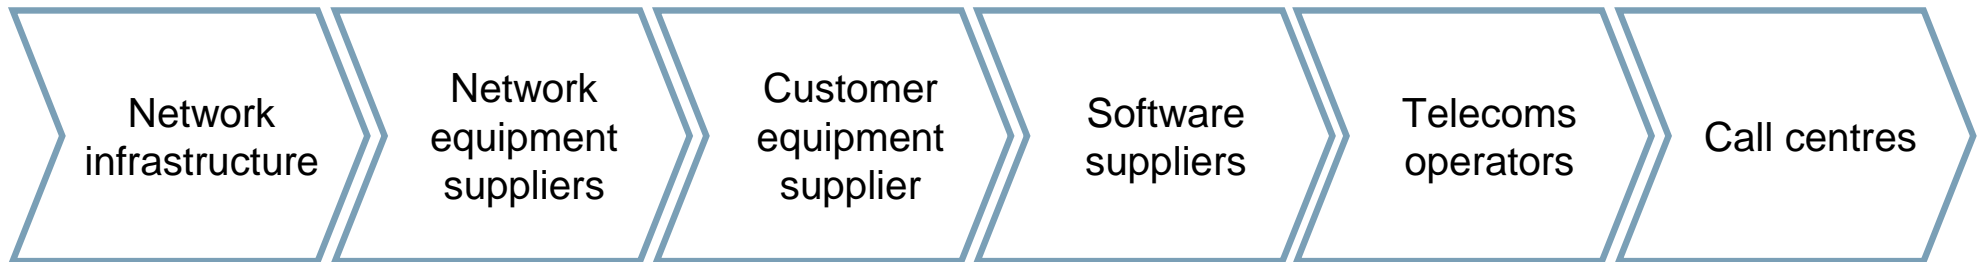 Network
infrastructure
Network
equipment
suppliers
Customer
equipment
supplier
Software
suppliers
Telecoms
operators
Call centres